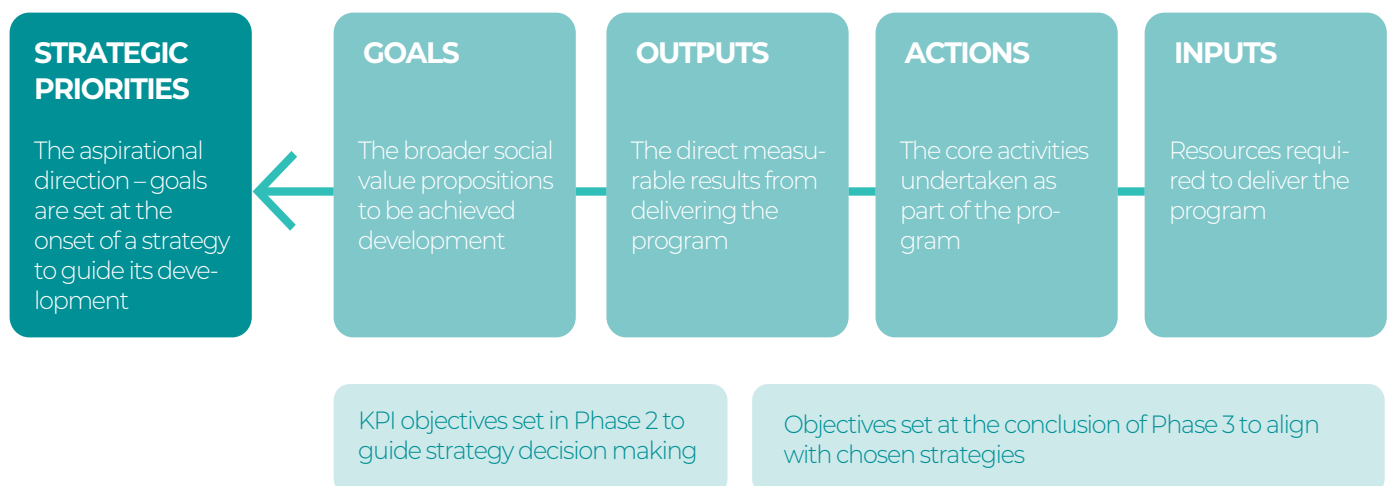 STRATEGIC
PRIORITIES
The aspirational
direction – goals
are set at the
onset of a strategy
to guide its deve-
lopment
GOALS
The broader social
value propositions
to be achieved
development
OUTPUTS
The direct measu-
rable results from
delivering the
program
ACTIONS
The core activities
undertaken as
part of the pro-
gram
INPUTS
Resources requi-
red to deliver the
program
KPI objectives set in Phase 2 to
guide strategy decision making
Objectives set at the conclusion of Phase 3 to align
with chosen strategies